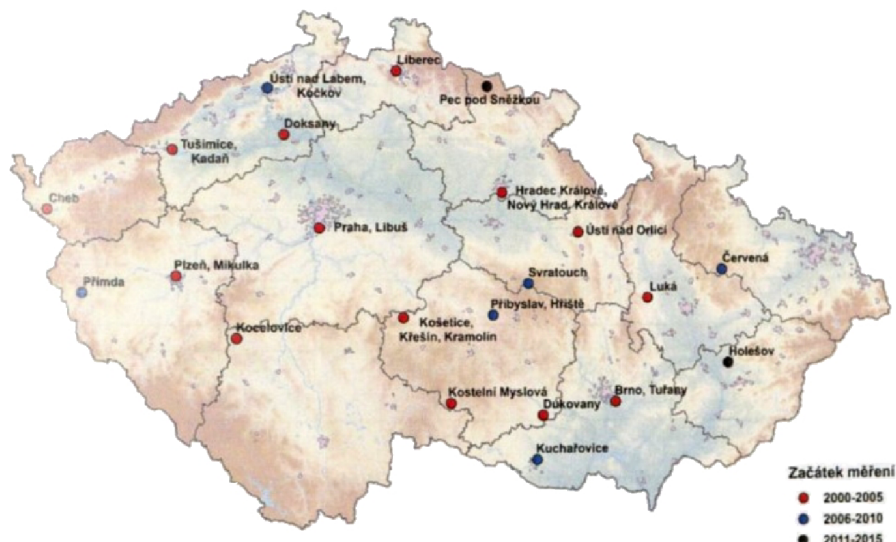 Liberec
Ústí nad Labem,
Kočkov
Pec pod Sněžkou
Doksany
Tušimice,
Kadaň
Cheb
Hradec Králové,
Nový Hrad. Králové
Praha, Libuš
Ústí nad Orlicí
Plzeň, Mikulka
Přimda
Svratouch
Červená
Luká
Přibyslav, Hřiště
Košetice,
Křešín, Kramolín
Kocelovice
Holešov
Kostelní Myslová
Dukovany
Brno, Tuřany
Kuchařovice
Začátek měření
2000-2005
2006-2010
2011-2015